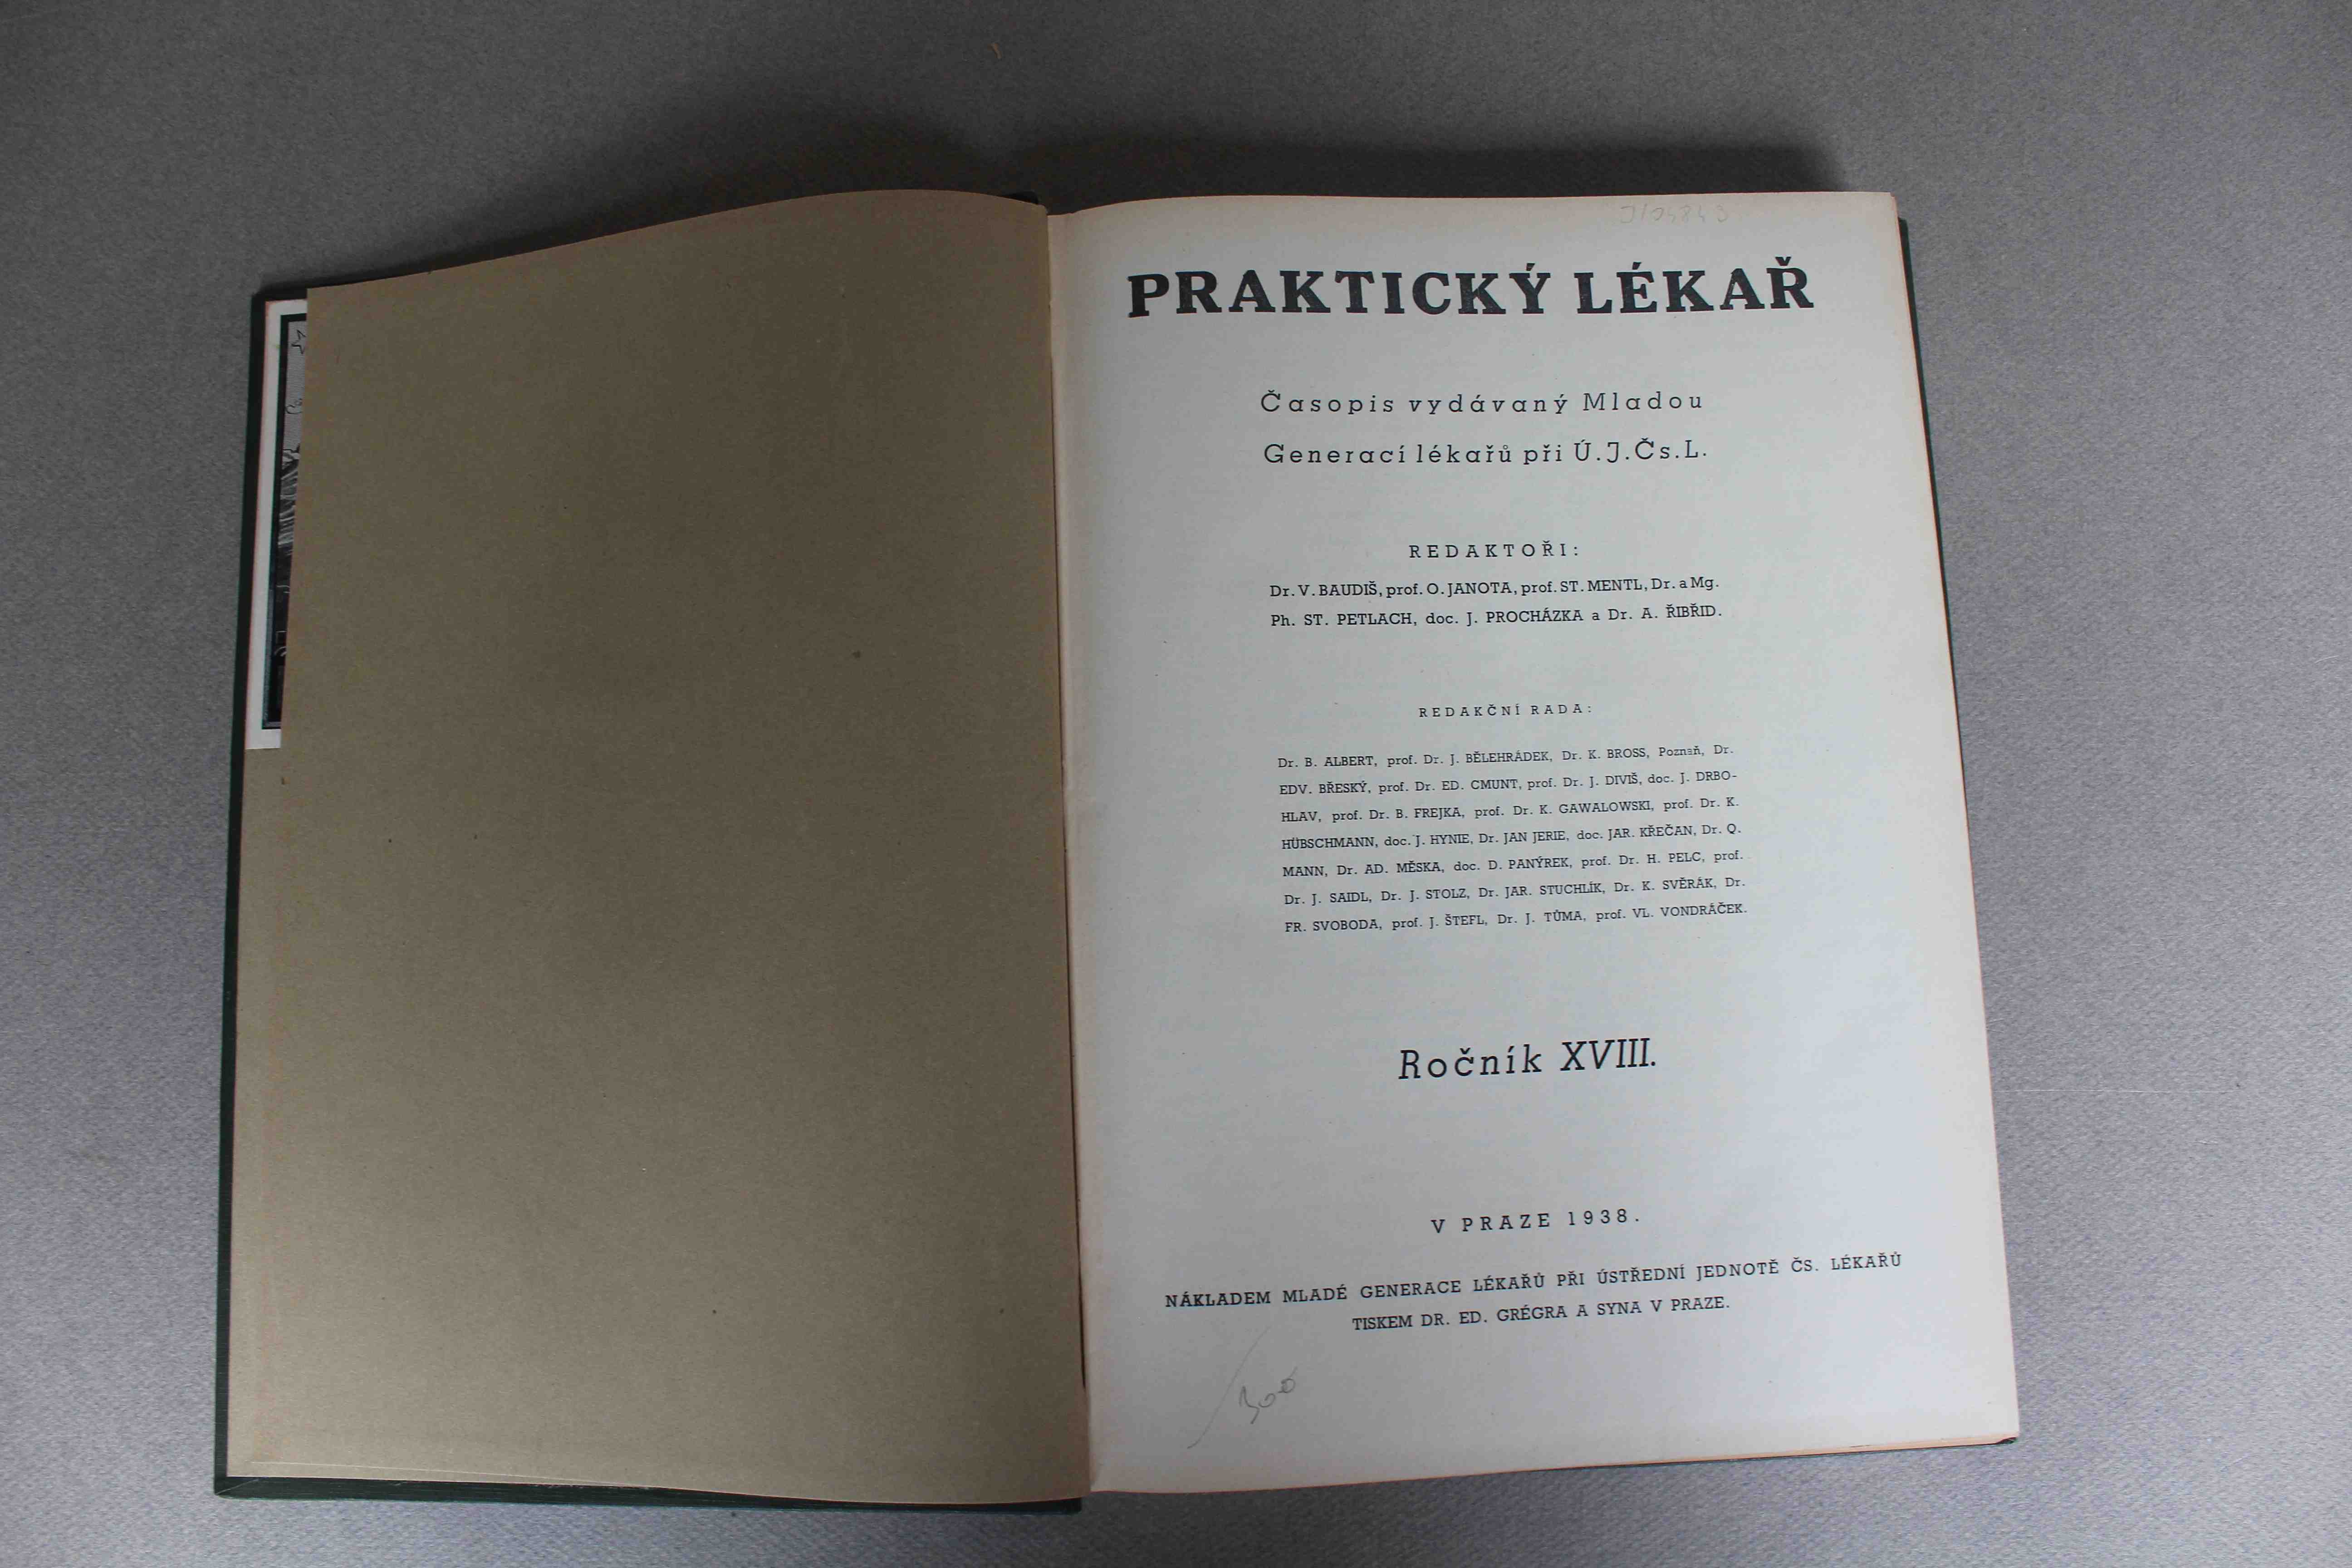 PRAKTICKÝ LÉKAŘ
Časopis vydávaný Mladou
Generací lékařů při Ú.J.Čs.L.
REDAKTOŘI:
Dr. V. BAUDIŠ, prof. O. JANOTA, prof. ST. MENTL, Dr. a Mg.
Ph. ST. PETLACH, doc. J. PROCHÁZKA a Dr. A. ŘIBŘID.
REDAKČNÍ RADA:
Dr. B. ALBERT, prof. Dr. J. BĚLEHRÁDEK, Dr. K. BROSS, Poznaň, Dr.
EDV. BŘESKÝ, prof. Dr. ED. CMUNT, prof. Dr. J. DIVIŠ, doc. J. DRBO-
HLAV, prof. Dr. B. FREJKA, prof. Dr. K. GAWALOWSKI, prof. Dr. K.
HÜBSCHMANN, doc. J. HYNIE, Dr. JAN JERIE, doc. JAR. KŘEČAN, Dr. Q.
MANN, Dr. AD. MĚSKA, doc. D. PANÝREK, prof. Dr. H. PELC, prof.
Dr. J. SAIDL, Dr. J. STOLZ, Dr. JAR. STUCHLÍK, Dr. K. SVĚRÁK, Dr.
FR. SVOBODA, prof. J. ŠTEFL, Dr. J. TŮMA, prof. VL. VONDRÁČEK.
Ročník XVIII.
V PRAZE 1938.
NÁKLADEM MLADÉ GENERACE LÉKAŘŮ PŘI ÚSTŘEDNÍ JEDNOTĚ ČS. LÉKAŘŮ
TISKEM DR. ED. GRÉGRA A SYNA V PRAZE.
300